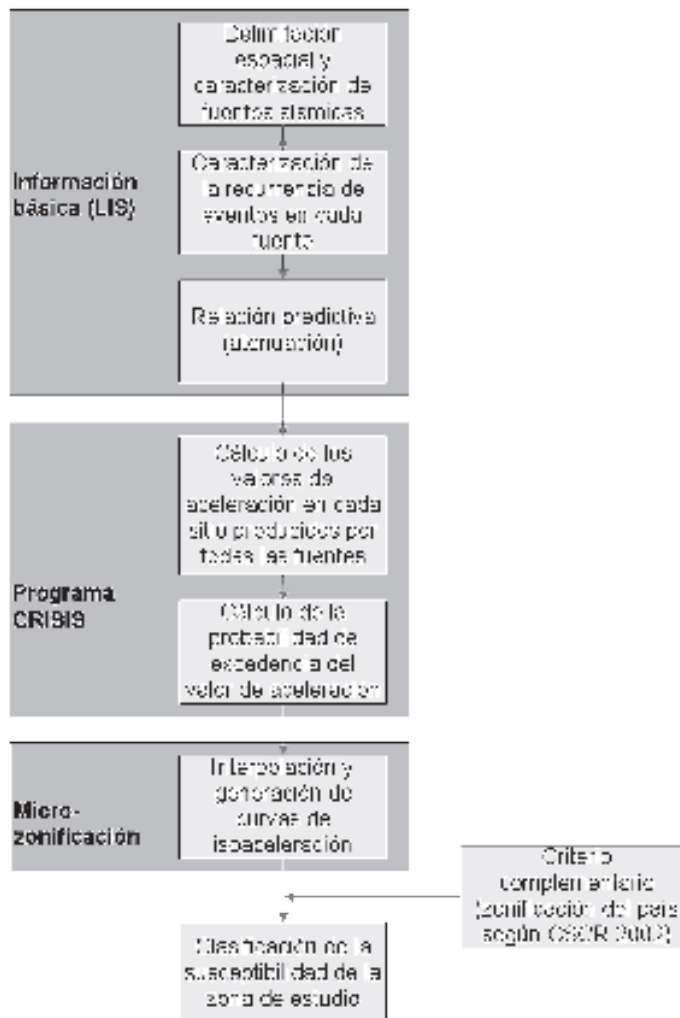 Delimitación
espacial y
caracterización de
fuentes sísmicas
Información
básica (LIS)
Caracterización de
la recurrencia de
eventos en cada
fuente
Relación predictiva
(atenuación)
Cálculo de los
valores de
aceleración en cada
sitio producidos por
todas las fuentes
Programa
CRISIS
Cálculo de la
probabilidad de
excedencia del
valor de aceleración
Micro-
zonificación
Interpolación y
generación de
curvas de
isoaceleración
Criterio
complementario
(zonificación del país
según CSCR 2002)
Clasificación de la
susceptibilidad de la
zona de estudio